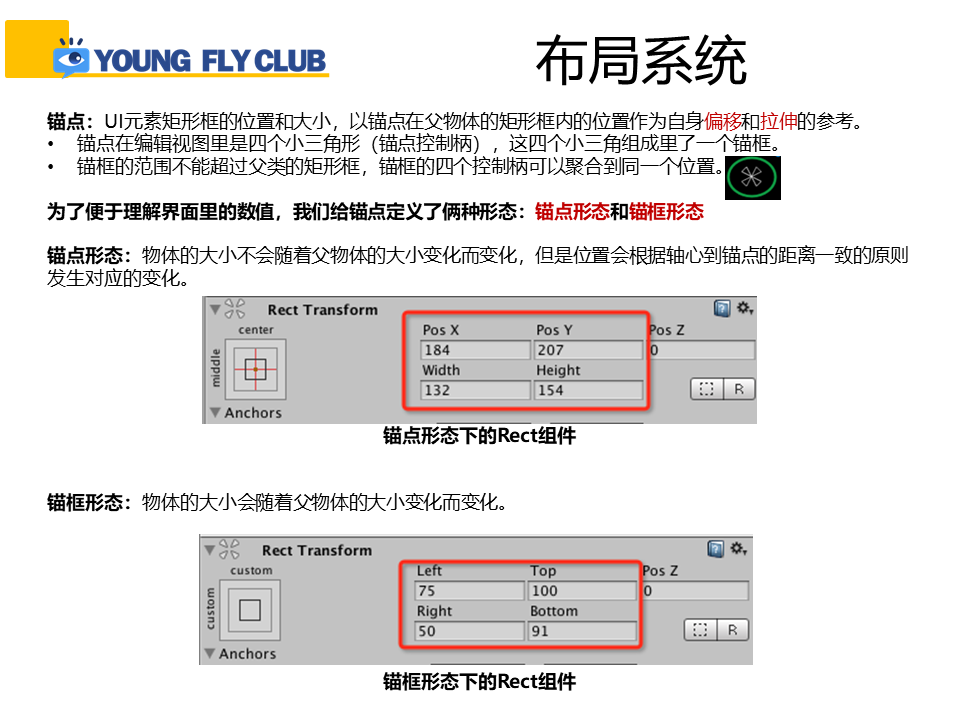 YOUNG FLY CLUB
布局系统
锚点：UI元素矩形框的位置和大小，以锚点在父物体的矩形框内的位置作为自身偏移和拉伸的参考。
• 锚点在编辑视图里是四个小三角形（锚点控制柄），这四个小三角组成里了一个锚框。
• 锚框的范围不能超过父类的矩形框，锚框的四个控制柄可以聚合到同一个位置。
为了便于理解界面里的数值，我们给锚点定义了俩种形态：锚点形态和锚框形态
锚点形态：物体的大小不会随着父物体的大小变化而变化，但是位置会根据轴心到锚点的距离一致的原则
发生对应的变化。
Rect Transform
center
middle
Pos X Pos Y Pos Z
184 207 0
Width Height
132 154
R
Anchors
锚点形态下的Rect组件
锚框形态：物体的大小会随着父物体的大小变化而变化。
Rect Transform
custom
custom
Left Top Pos Z
75 100 0
Right Bottom
50 91
R
Anchors
锚框形态下的Rect组件